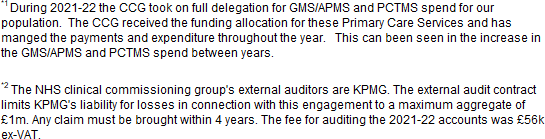 *1 During 2021-22 the CCG took on full delegation for GMS/APMS and PCTMS spend for our
population.  The CCG received the funding allocation for these Primary Care Services and has
manged the payments and expenditure throughout the year.   This can been seen in the increase in
the GMS/APMS and PCTMS spend between years.
*2 The NHS clinical commissioning group's external auditors are KPMG. The external audit contract
limits KPMG's liability for losses in connection with this engagement to a maximum aggregate of
£1m. Any claim must be brought within 4 years. The fee for auditing the 2021-22 accounts was £56k
ex-VAT.